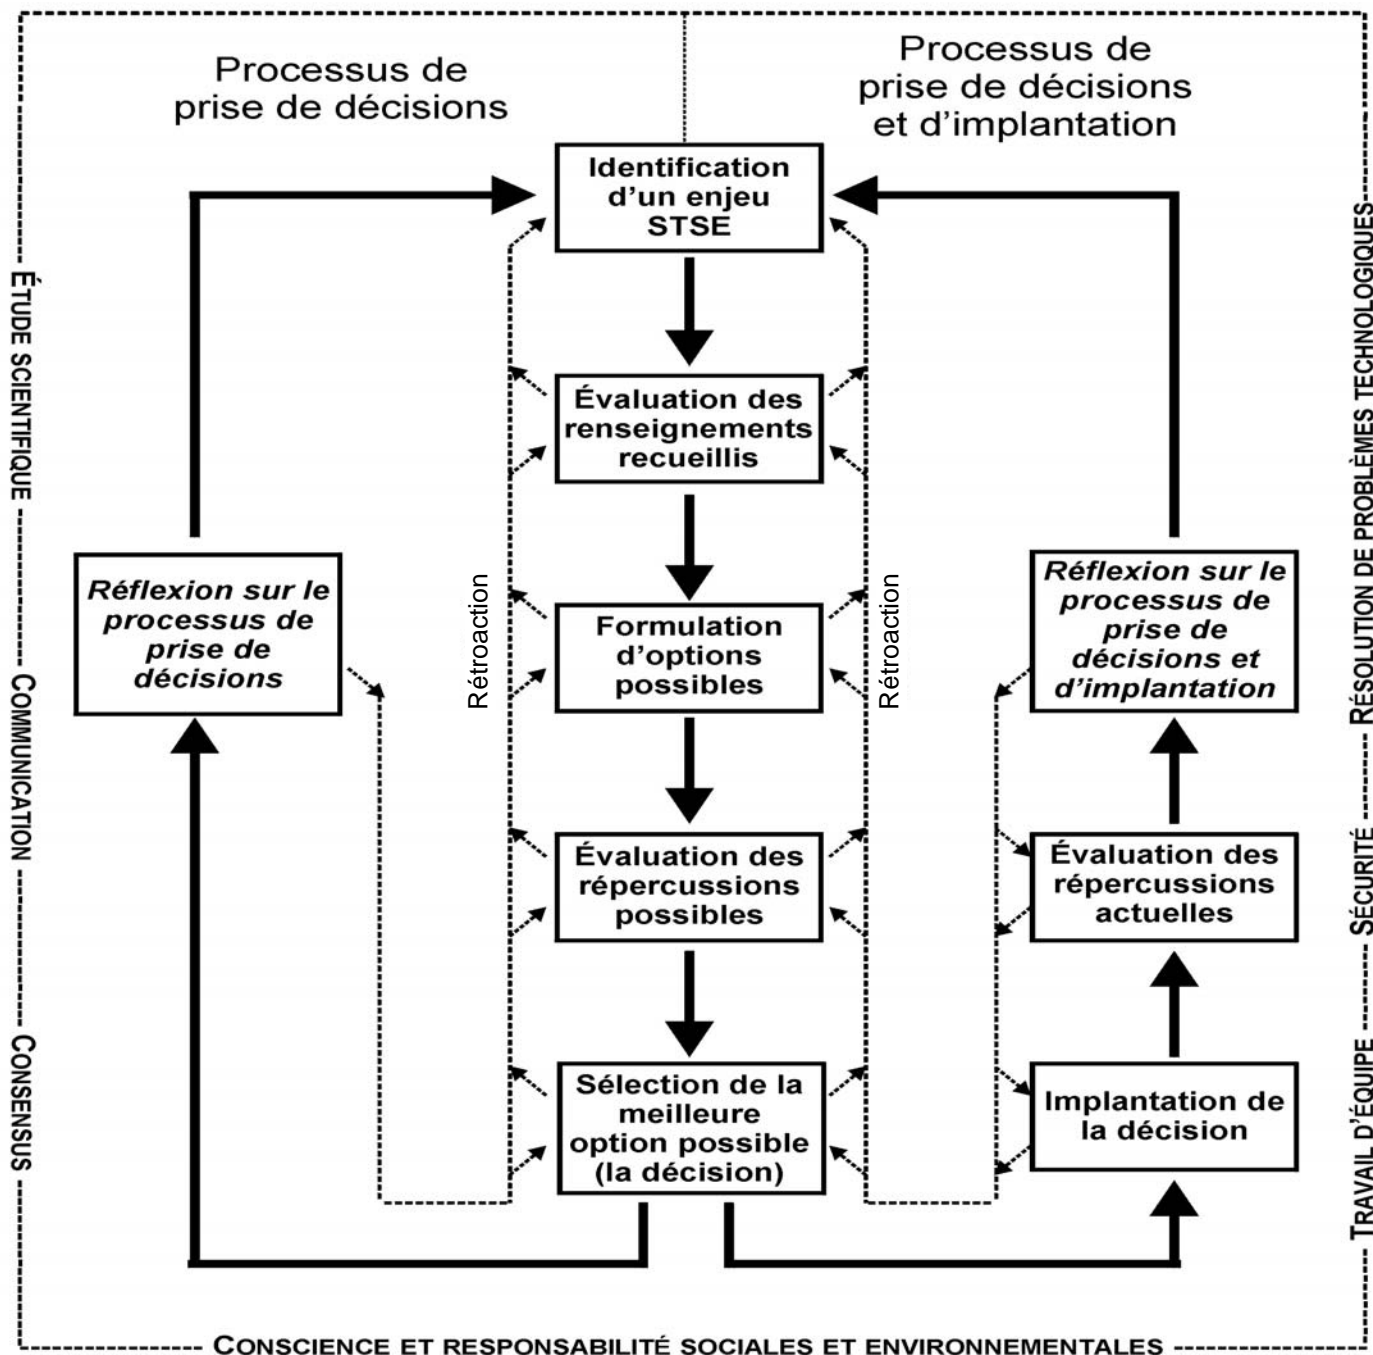 Processus de
prise de décisions
Processus de
prise de décisions
et d'implantation
Identification
d'un enjeu
STSE
Évaluation des
renseignements
recueillis
Formulation
d'options
possibles
Évaluation des
répercussions
possibles
Sélection de la
meilleure
option possible
(la décision)
Réflexion sur le
processus de
prise de
décisions
Rétroaction
Rétroaction
Réflexion sur le
processus de
prise de
décisions et
d'implantation
Évaluation des
répercussions
actuelles
Implantation de
la décision
ÉTUDE SCIENTIFIQUE
COMMUNICATION
CONSENSUS
RÉSOLUTION DE PROBLÈMES TECHNOLOGIQUES
SÉCURITÉ
TRAVAIL D'ÉQUIPE
CONSCIENCE ET RESPONSABILITÉ SOCIALES ET ENVIRONNEMENTALES